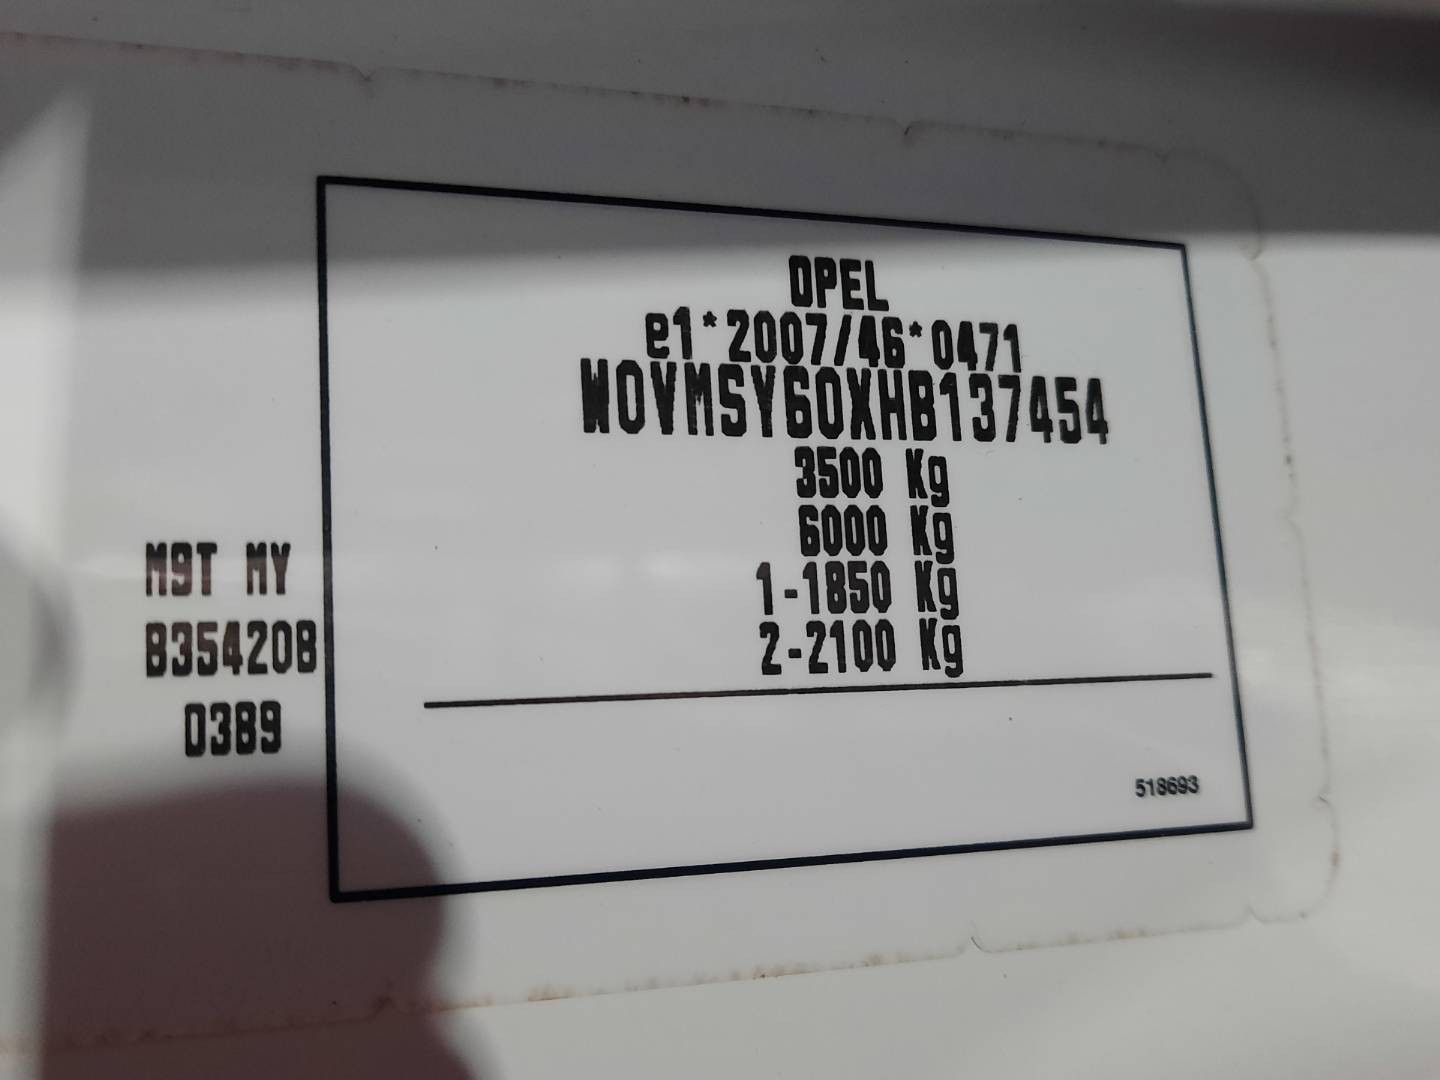 OPEL
e1*2007/46*0471
W0VMSY60XHB137454
3500 Kg
6000 Kg
1-1850 Kg
2-2100 Kg
M9T MY
B354208
03B9
518693